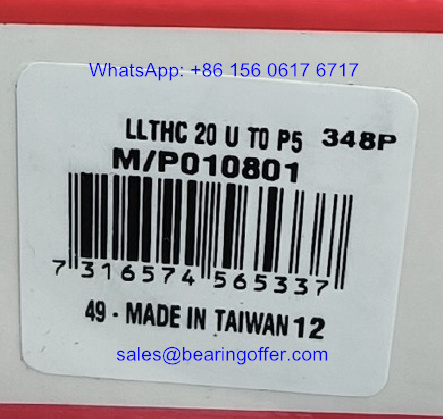 WhatsApp: +86 156 0617 6717
LLTHC 20 U T0 P5 348P
M/P010801
7 316574 565337
49 - MADE IN TAIWAN 12
sales@bearingoffer.com